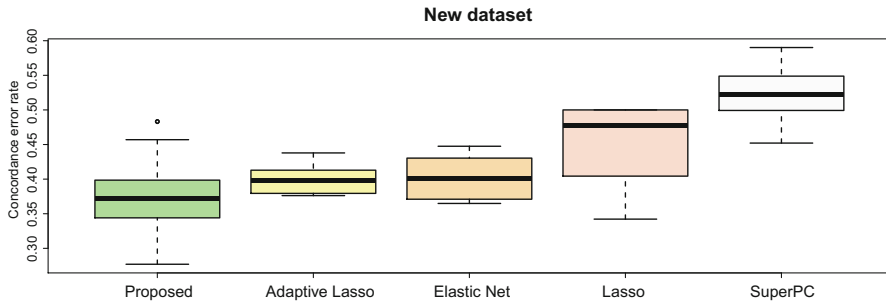 New dataset
Concordance error rate
0.60
0.55
0.50
0.45
0.40
0.35
0.30
Proposed
Adaptive Lasso
Elastic Net
Lasso
SuperPC